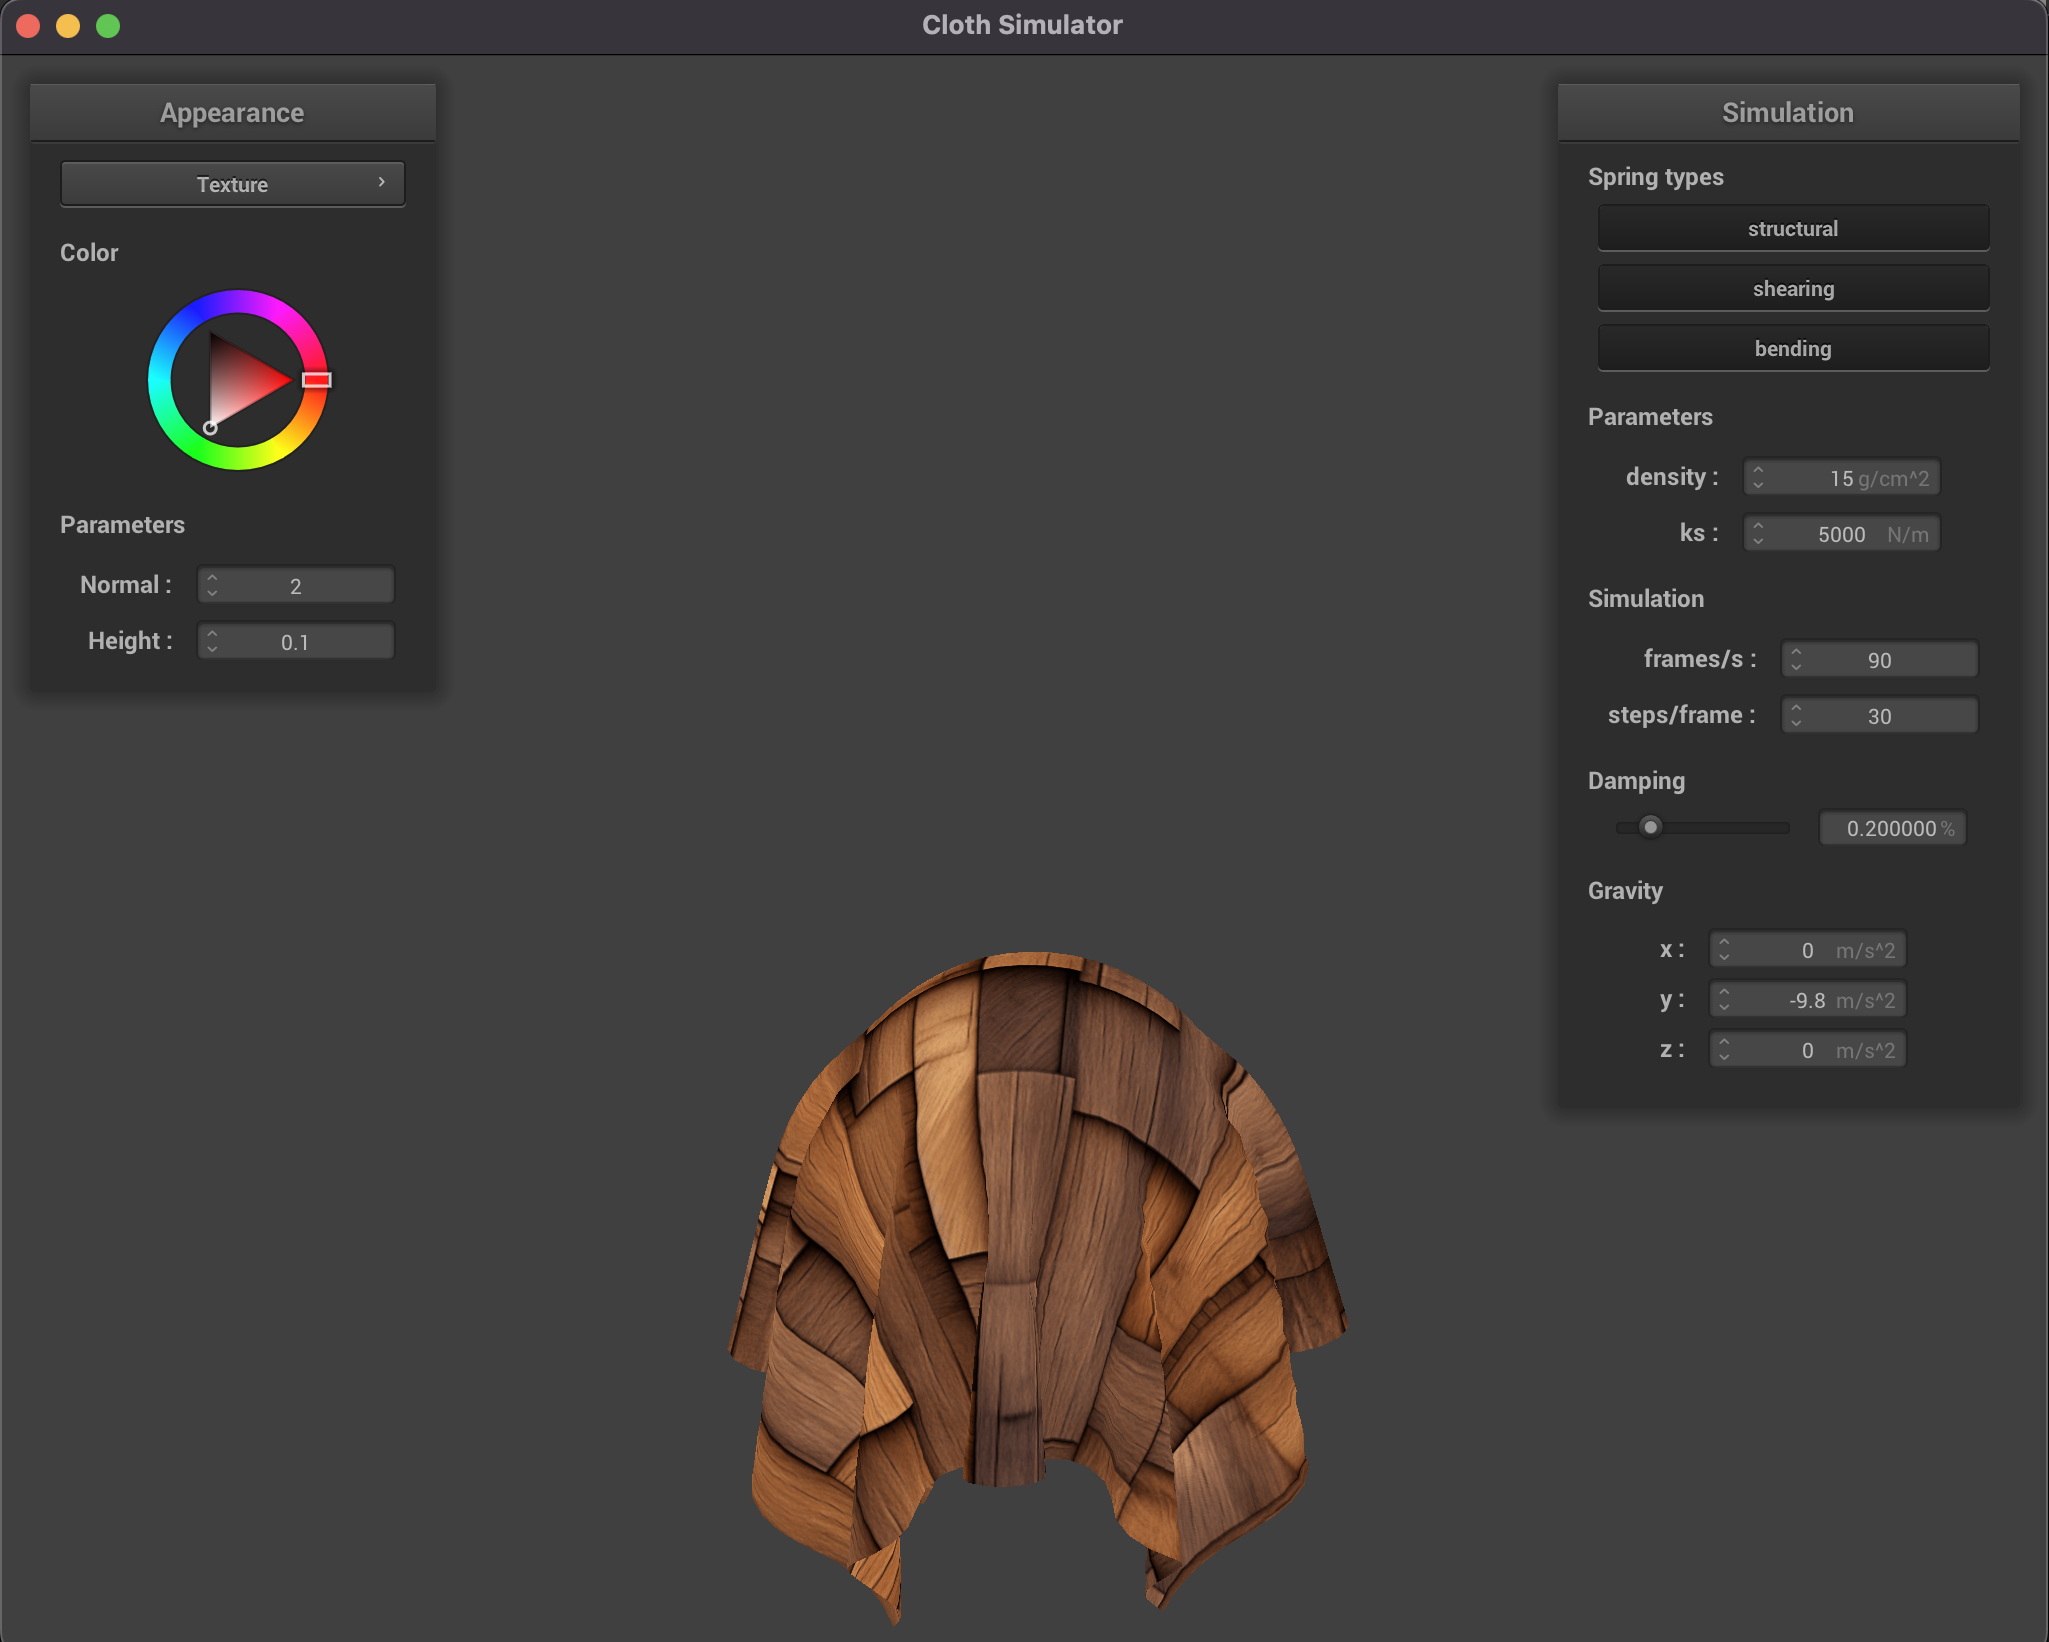 Cloth Simulator
Appearance
Texture
Color
Parameters
Normal : 2
Height : 0.1
Simulation
Spring types
structural
shearing
bending
Parameters
density : 15 g/cm^2
ks : 5000 N/m
Simulation
frames/s : 90
steps/frame : 30
Damping
0.200000 %
Gravity
x : 0 m/s^2
y : -9.8 m/s^2
z : 0 m/s^2